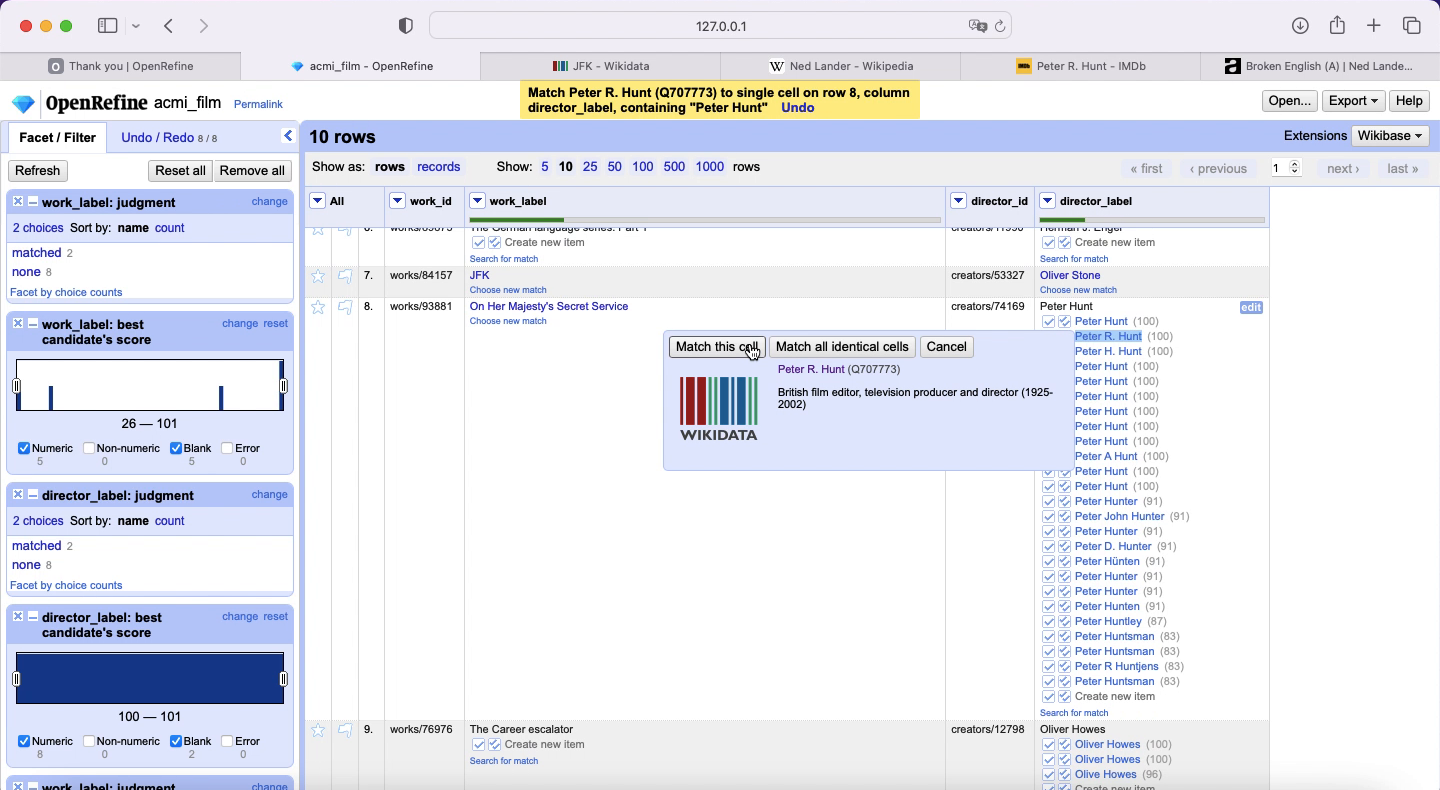 127.0.0.1
Thank you | OpenRefine
acmi_film - OpenRefine
JFK - Wikidata
Ned Lander - Wikipedia
Peter R. Hunt - IMDb
Broken English (A) | Ned Lande...
OpenRefine acmi_film Permalink
Match Peter R. Hunt (Q707773) to single cell on row 8, column
director_label, containing "Peter Hunt" Undo
Open... Export Help
Facet / Filter Undo / Redo 8 / 8
Refresh Reset all Remove all
work_label: judgment change
2 choices Sort by: name count
matched 2
none 8
Facet by choice counts
work_label: best
candidate's score
change reset
26 — 101
Numeric Non-numeric Blank Error
5 0 5 0
director_label: judgment change
2 choices Sort by: name count
matched 2
none 8
Facet by choice counts
director_label: best
candidate's score
change reset
100 — 101
Numeric Non-numeric Blank Error
8 0 2 0
work_label: judgment change
10 rows
Extensions Wikibase
Show as: rows records Show: 5 10 25 50 100 500 1000 rows
« first ‹ previous 1 next › last »
All work_id work_label director_id director_label
Create new item
Search for match
Create new item
Search for match
7. works/84157 JFK creators/53327 Oliver Stone
Choose new match Choose new match
8. works/93881 On Her Majesty's Secret Service creators/74169 Peter Hunt edit
Choose new match
Match this cell Match all identical cells Cancel
Peter R. Hunt (Q707773)
British film editor, television producer and director (1925-
2002)
WIKIDATA
Peter Hunt (100)
Peter R. Hunt (100)
Peter H. Hunt (100)
Peter Hunt (100)
Peter Hunt (100)
Peter Hunt (100)
Peter Hunt (100)
Peter Hunt (100)
Peter Hunt (100)
Peter A Hunt (100)
Peter Hunt (100)
Peter Hunt (100)
Peter Hunter (91)
Peter John Hunter (91)
Peter Hunter (91)
Peter D. Hunter (91)
Peter Hünten (91)
Peter Hunter (91)
Peter Hunter (91)
Peter Hunten (91)
Peter Huntley (87)
Peter Huntsman (83)
Peter Huntsman (83)
Peter R Huntjens (83)
Peter Huntsman (83)
Create new item
Search for match
9. works/76976 The Career escalator creators/12798 Oliver Howes
Create new item
Search for match
Oliver Howes (100)
Oliver Howes (100)
Olive Howes (96)
Create new item